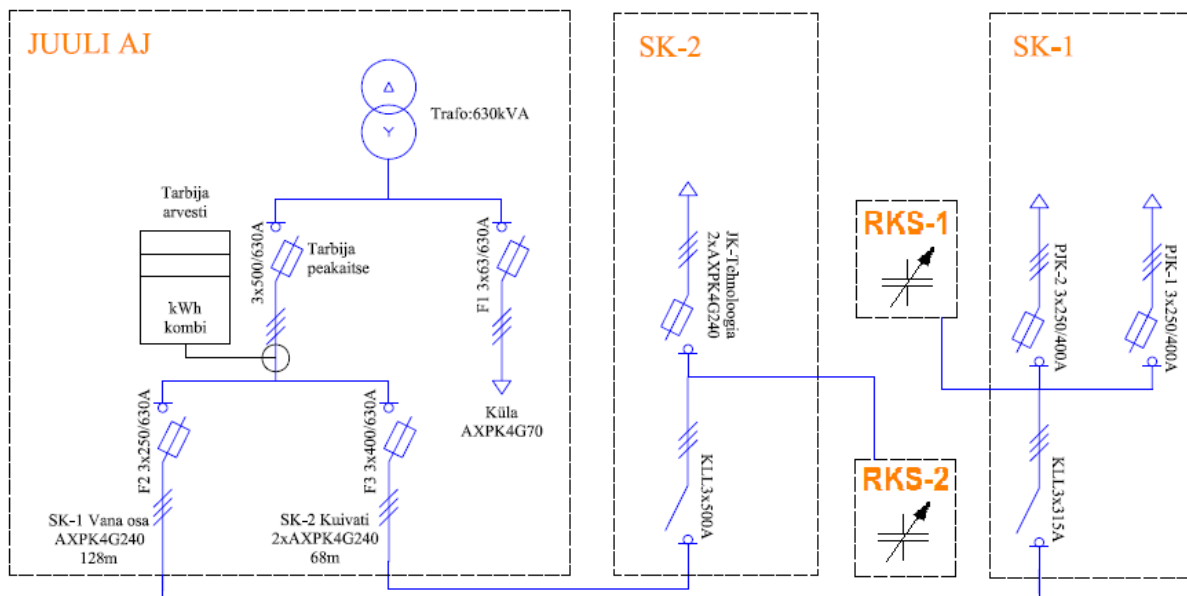 JUULI AJ
Trafo:630kVA
Tarbija
arvesti
kWh
kombi
3x500/630A
Tarbija
peakaitse
F1 3x63/630A
Küla
AXPK4G70
F2 3x250/630A
F3 3x400/630A
SK-1 Vana osa
AXPK4G240
128m
SK-2 Kuivati
2xAXPK4G240
68m
SK-2
JK-Tehnoloogia
2xAXPK4G240
KLL3x500A
RKS-1
RKS-2
SK-1
PJK-2 3x250/400A
PJK-1 3x250/400A
KLL3x315A